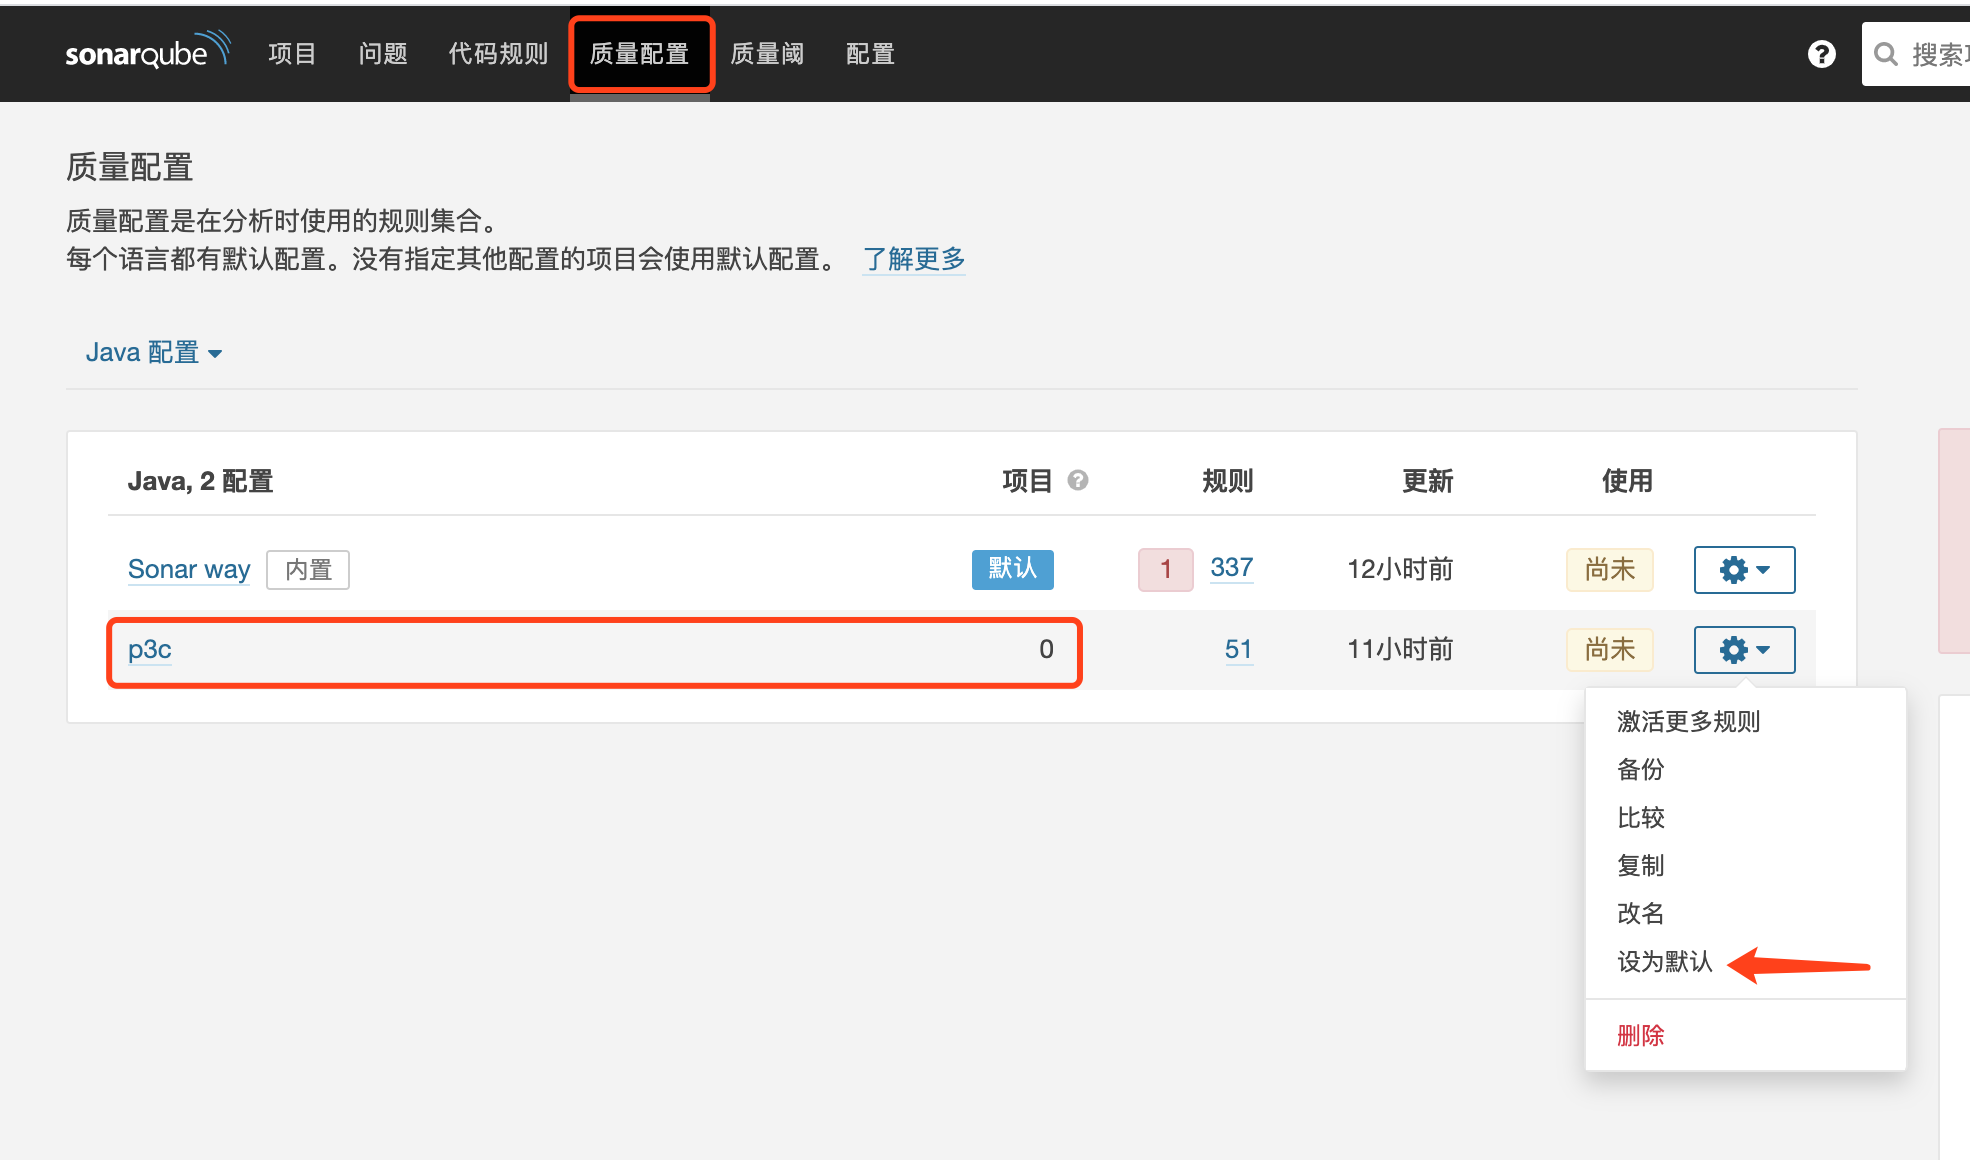 sonarqube 项目 问题 代码规则 质量配置 质量阈 配置 ? 搜索
质量配置
质量配置是在分析时使用的规则集合。
每个语言都有默认配置。没有指定其他配置的项目会使用默认配置。 了解更多
Java 配置
Java, 2 配置 项目 ? 规则 更新 使用
Sonar way 内置 默认 1 337 12小时前 尚未
p3c 0 51 11小时前 尚未
激活更多规则
备份
比较
复制
改名
设为默认
删除